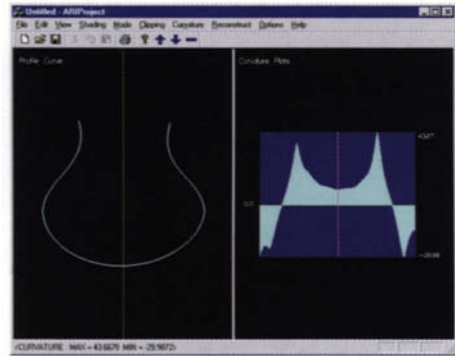 Untitled - ARIProject
File Edit View Shading Mode Clipping Curvature Reconstruct Options Help
Profile Curve
Curvature Plots
0.0
<CURVATURE: MAX = 43.6670 MIN = -29.9872>